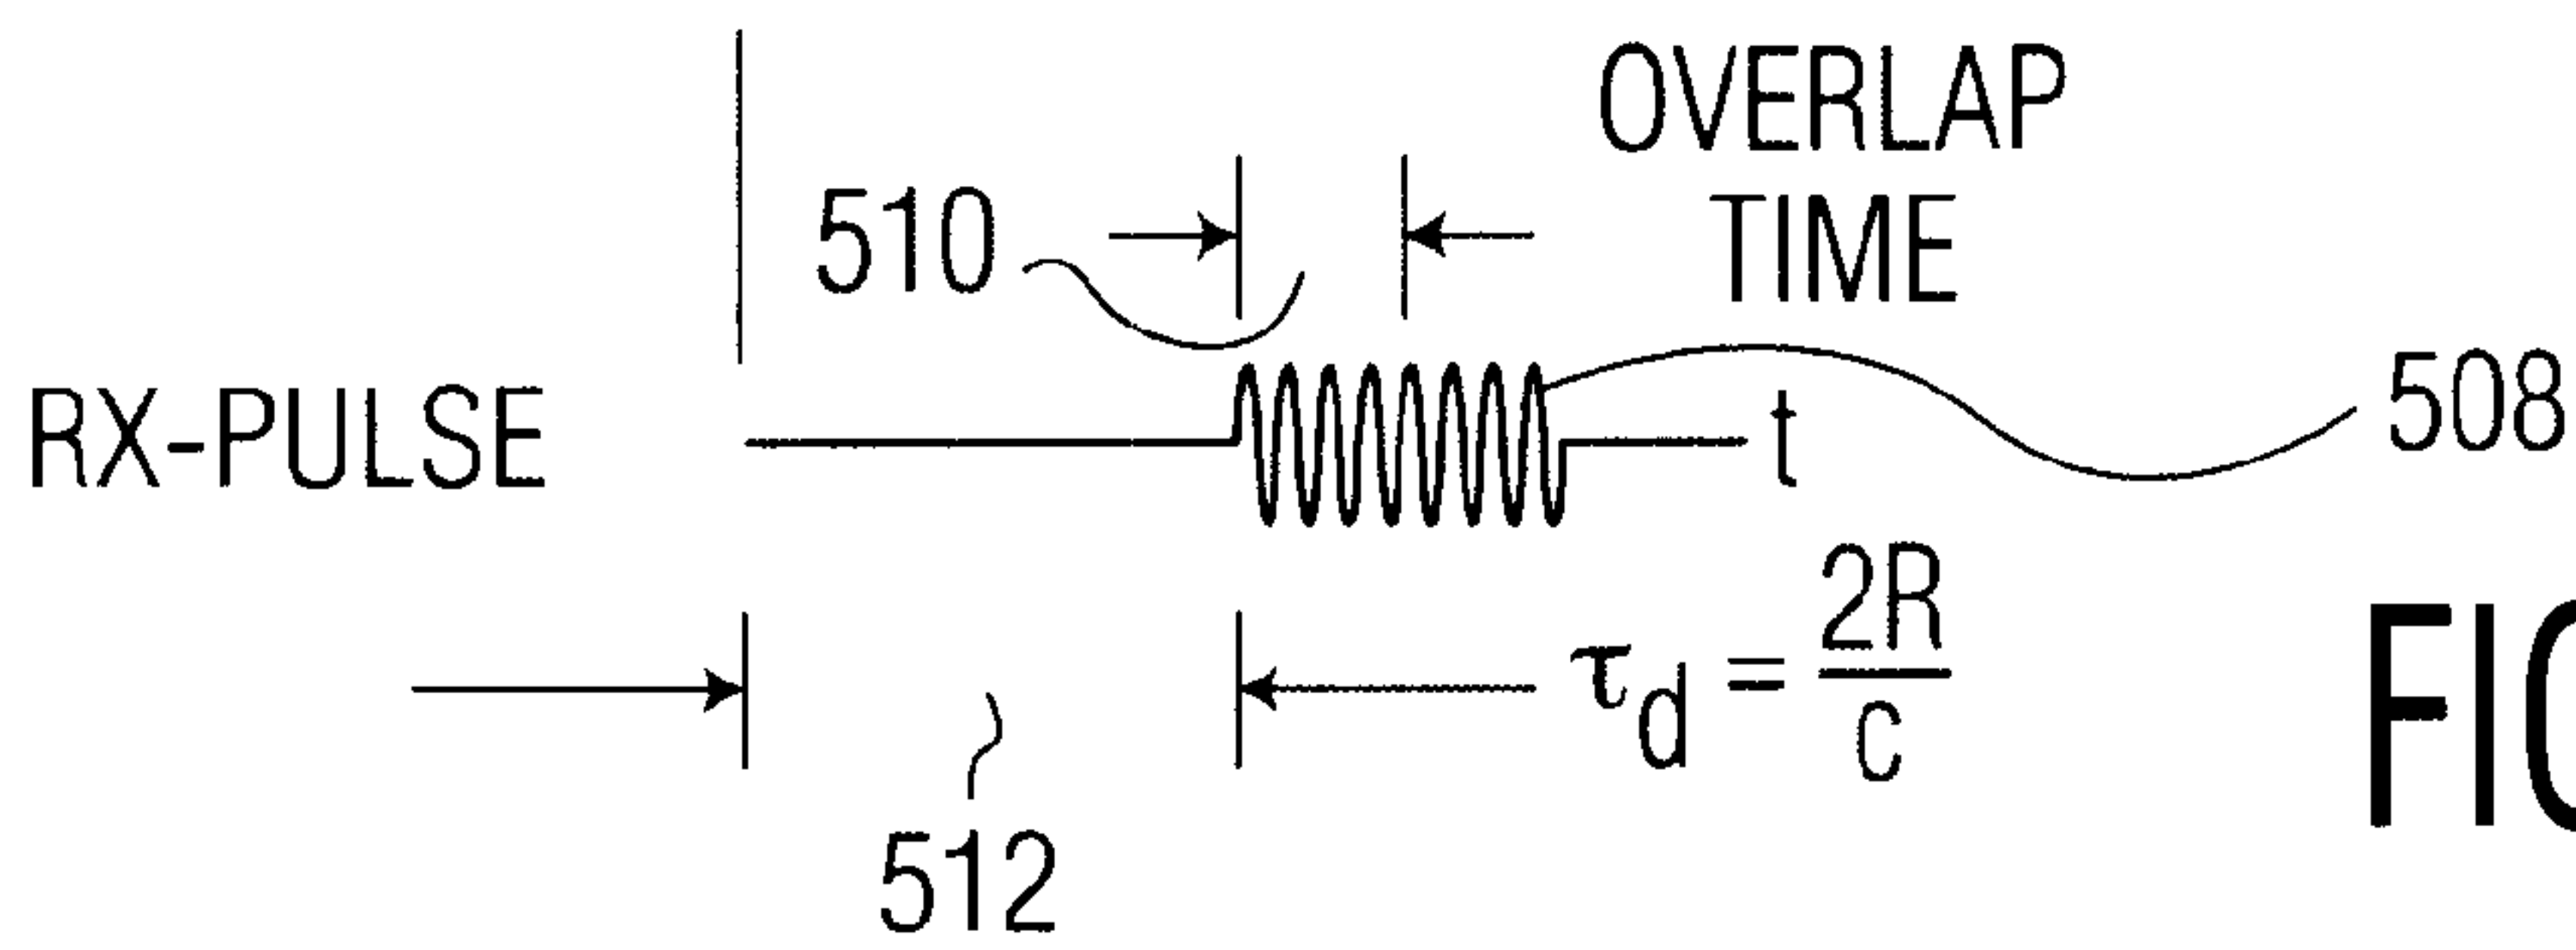 OVERLAP
TIME
510
RX-PULSE
t
508
τd = 2R/c
512